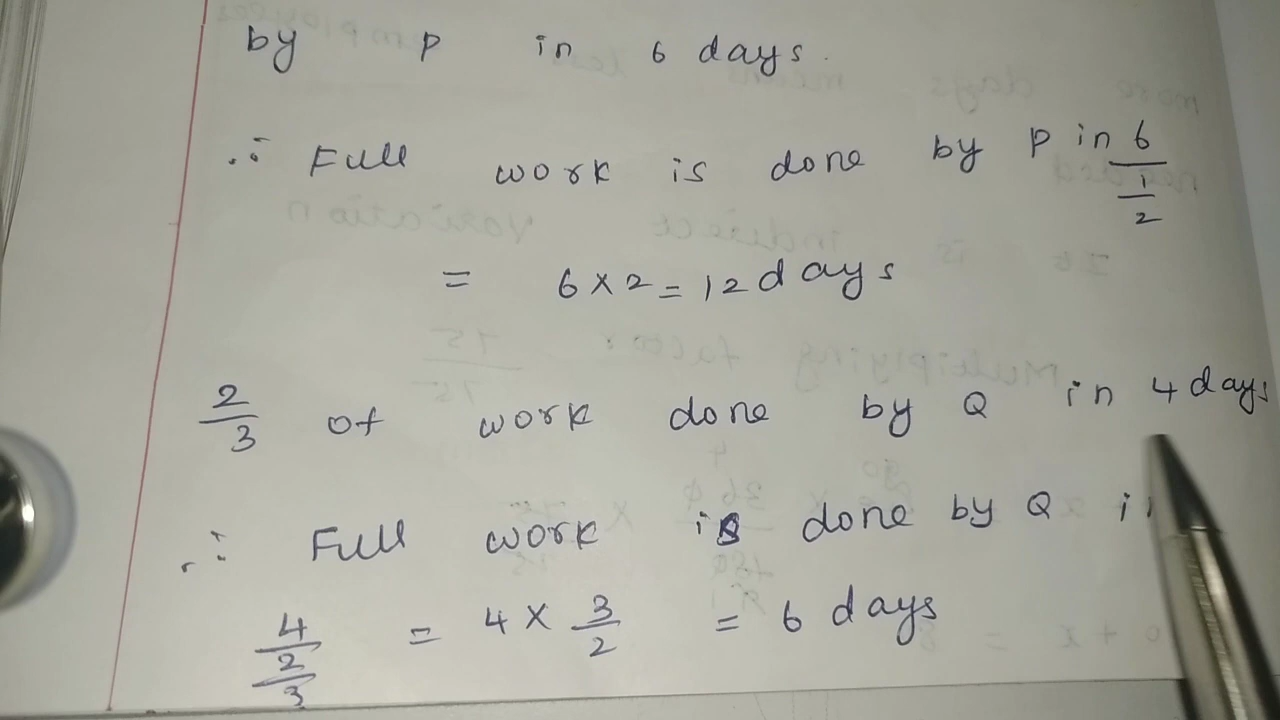 by P in 6 days.
∴ Full work is done by P in 6/(1/2)
= 6 × 2 = 12 days
2/3 of work done by Q in 4 days
∴ Full work is done by Q i
4/(2/3) = 4 × 3/2 = 6 days